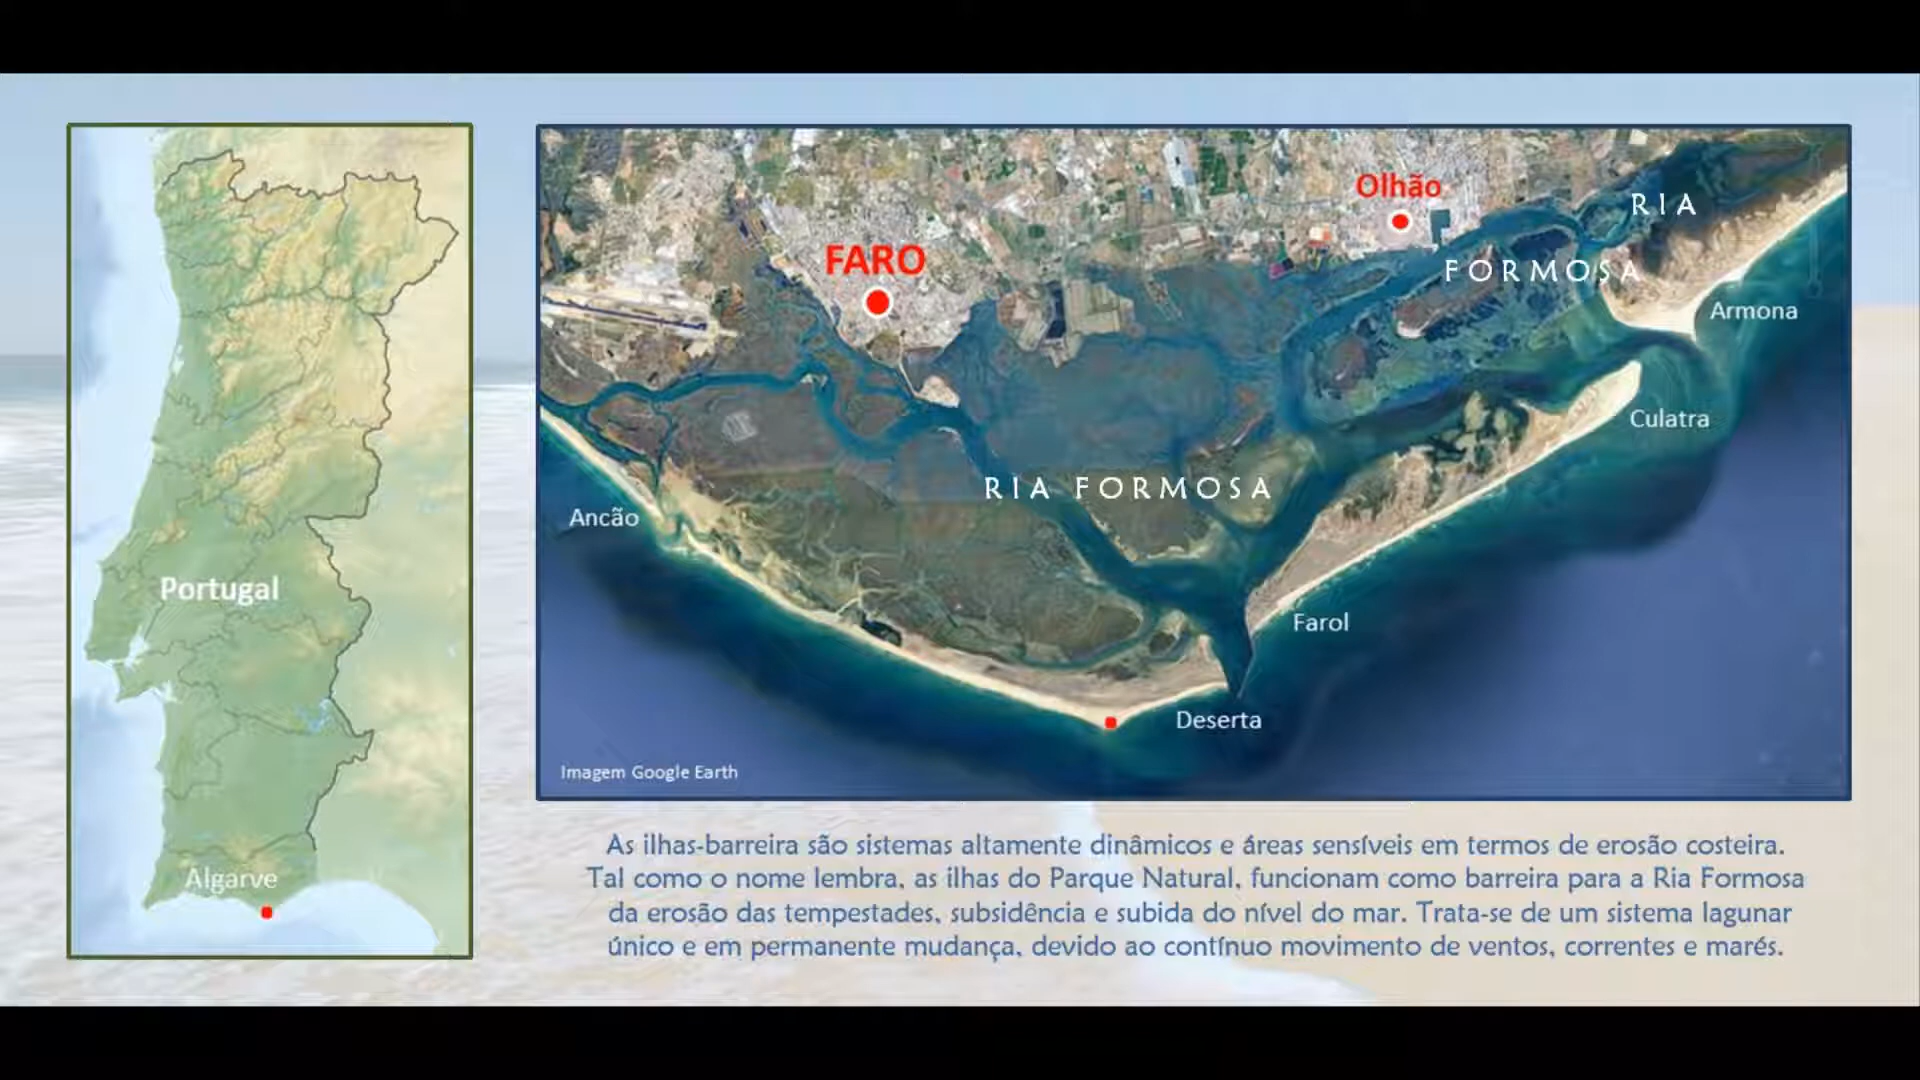 Portugal
Algarve
FARO
Olhão
RIA
FORMOSA
Armona
Culatra
RIA FORMOSA
Ancão
Farol
Deserta
Imagem Google Earth
As ilhas-barreira são sistemas altamente dinâmicos e áreas sensíveis em termos de erosão costeira.
Tal como o nome lembra, as ilhas do Parque Natural, funcionam como barreira para a Ria Formosa
da erosão das tempestades, subsidência e subida do nível do mar. Trata-se de um sistema lagunar
único e em permanente mudança, devido ao contínuo movimento de ventos, correntes e marés.